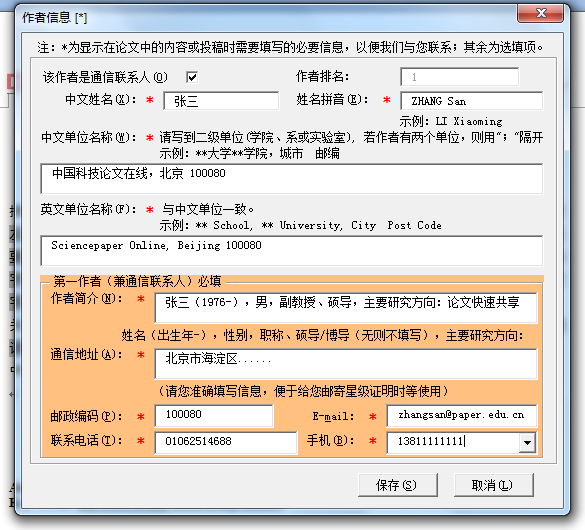 作者信息 [*]
注：*为显示在论文中的内容或投稿时需要填写的必要信息，以便我们与您联系；其余为选填项。
该作者是通信联系人(O) 作者排名： 1
中文姓名(X)： * 张三 姓名拼音(E)： * ZHANG San
示例：LI Xiaoming
中文单位名称(W)： * 请写到二级单位(学院、系或实验室)，若作者有两个单位，则用“；”隔开
示例：**大学**学院，城市 邮编
中国科技论文在线，北京 100080
英文单位名称(F)： * 与中文单位一致。
示例：** School, ** University, City Post Code
Sciencepaper Online, Beijing 100080
第一作者（兼通信联系人）必填
作者简介(N)： * 张三（1976-），男，副教授、硕导，主要研究方向：论文快速共享
姓名（出生年-），性别，职称、硕导/博导（无则不填写），主要研究方向：
通信地址(A)： * 北京市海淀区......
（请您准确填写信息，便于给您邮寄星级证明时等使用）
邮政编码(P)： * 100080 E-mail： * zhangsan@paper.edu.cn
联系电话(T)： * 01062514688 手机(B)： * 13811111111
保存(S) 取消(L)